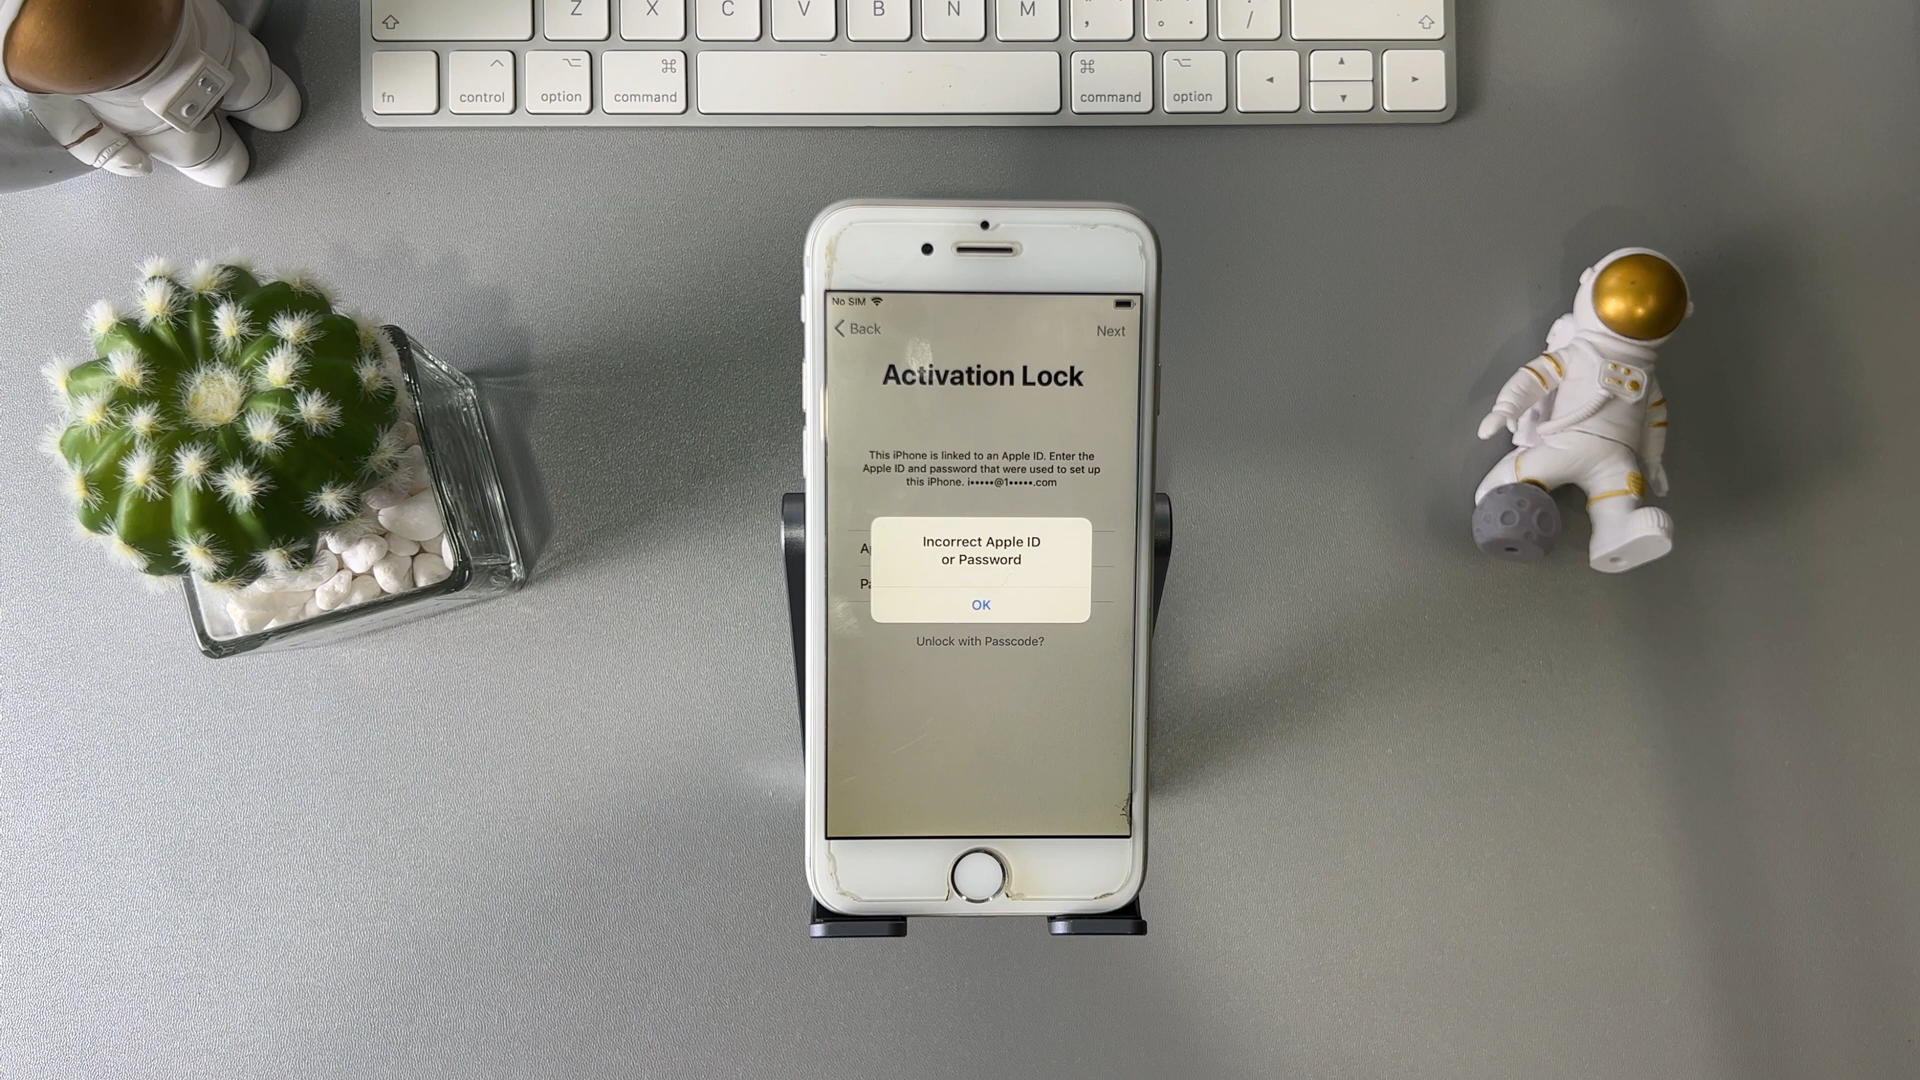 Z X C V B N M , 。 . /
fn control option command command option
No SIM
Back Next
Activation Lock
This iPhone is linked to an Apple ID. Enter the
Apple ID and password that were used to set up
this iPhone. i•••••@1•••••.com
Incorrect Apple ID
or Password
OK
Unlock with Passcode?